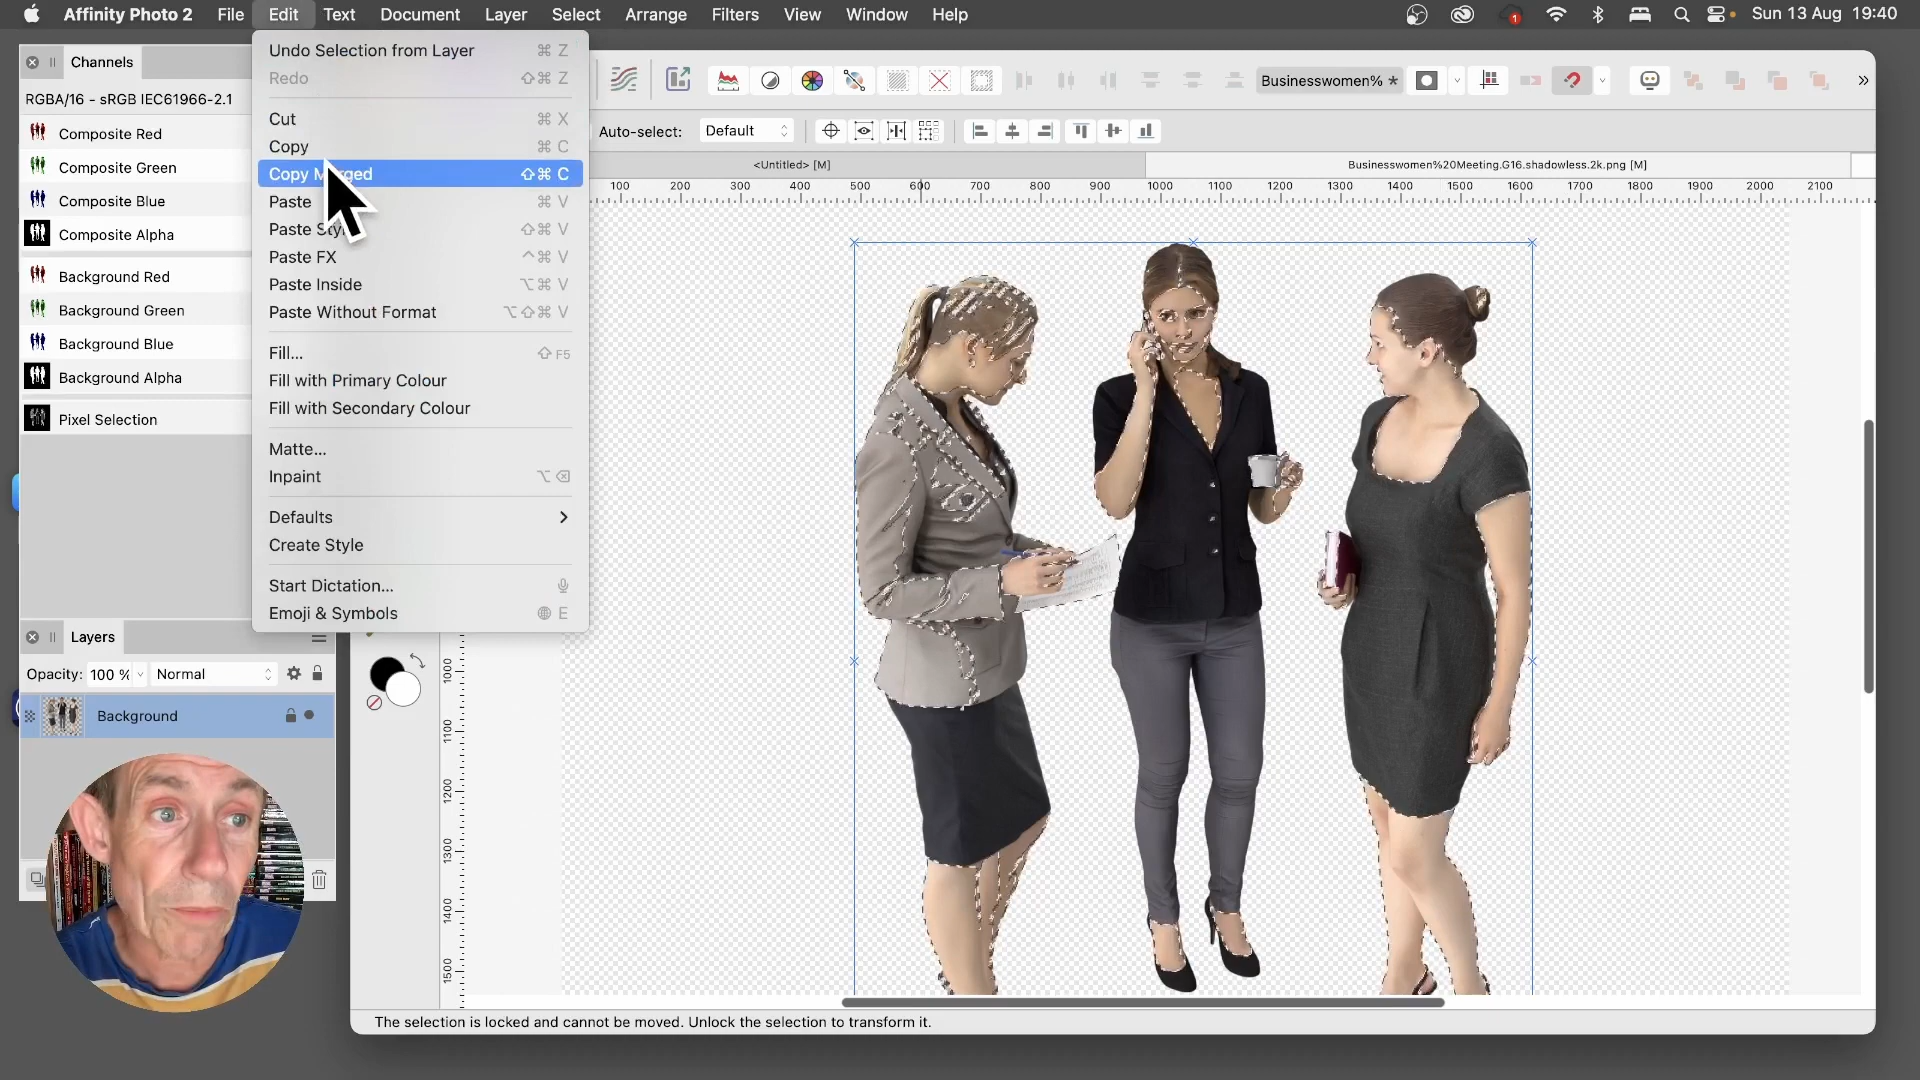 Affinity Photo 2 File Edit Text Document Layer Select Arrange Filters View Window Help 1 Sun 13 Aug 19:40
Channels
RGBA/16 - sRGB IEC61966-2.1
Composite Red
Composite Green
Composite Blue
Composite Alpha
Background Red
Background Green
Background Blue
Background Alpha
Pixel Selection
Undo Selection from Layer ⌘ Z
Redo ⇧⌘ Z
Cut ⌘ X
Copy ⌘ C
Copy Merged ⇧⌘ C
Paste ⌘ V
Paste Style ⇧⌘ V
Paste FX ^⌘ V
Paste Inside ⌥⌘ V
Paste Without Format ⌥⇧⌘ V
Fill... ⇧ F5
Fill with Primary Colour
Fill with Secondary Colour
Matte...
Inpaint ⌥⌫
Defaults
Create Style
Start Dictation...
Emoji & Symbols E
Businesswomen% *
Auto-select: Default
<Untitled> [M] Businesswomen%20Meeting.G16.shadowless.2k.png [M]
100 200 300 400 500 600 700 800 900 1000 1100 1200 1300 1400 1500 1600 1700 1800 1900 2000 2100
1000
1100
1200
1300
1400
1500
Layers
Opacity: 100 % Normal
Background
The selection is locked and cannot be moved. Unlock the selection to transform it.